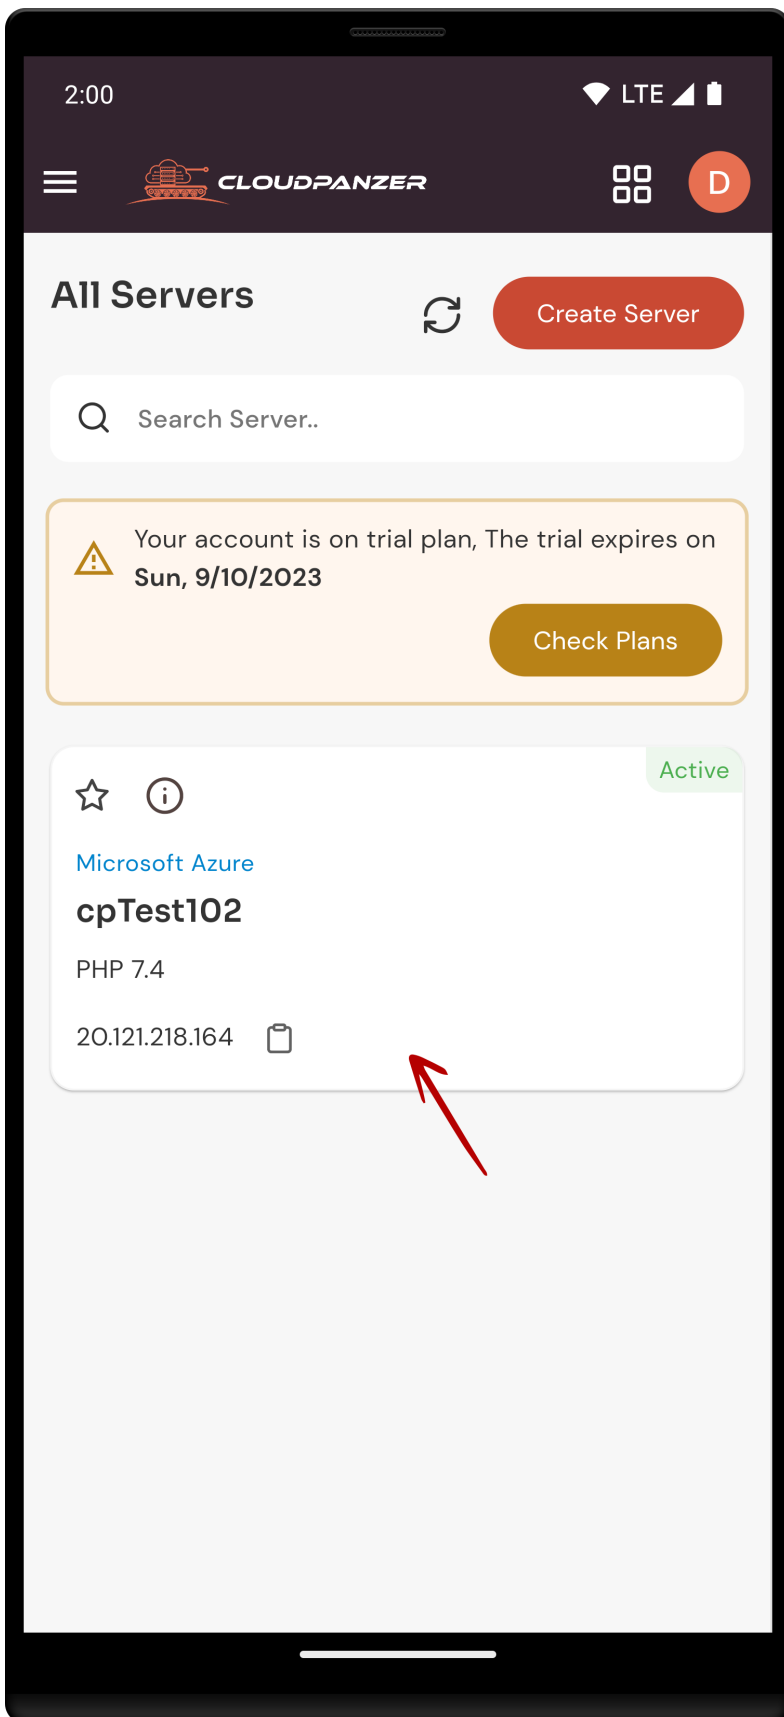 2:00 LTE
CLOUDPANZER D
All Servers
Create Server
Search Server..
Your account is on trial plan, The trial expires on
Sun, 9/10/2023
Check Plans
Active
Microsoft Azure
cpTest102
PHP 7.4
20.121.218.164